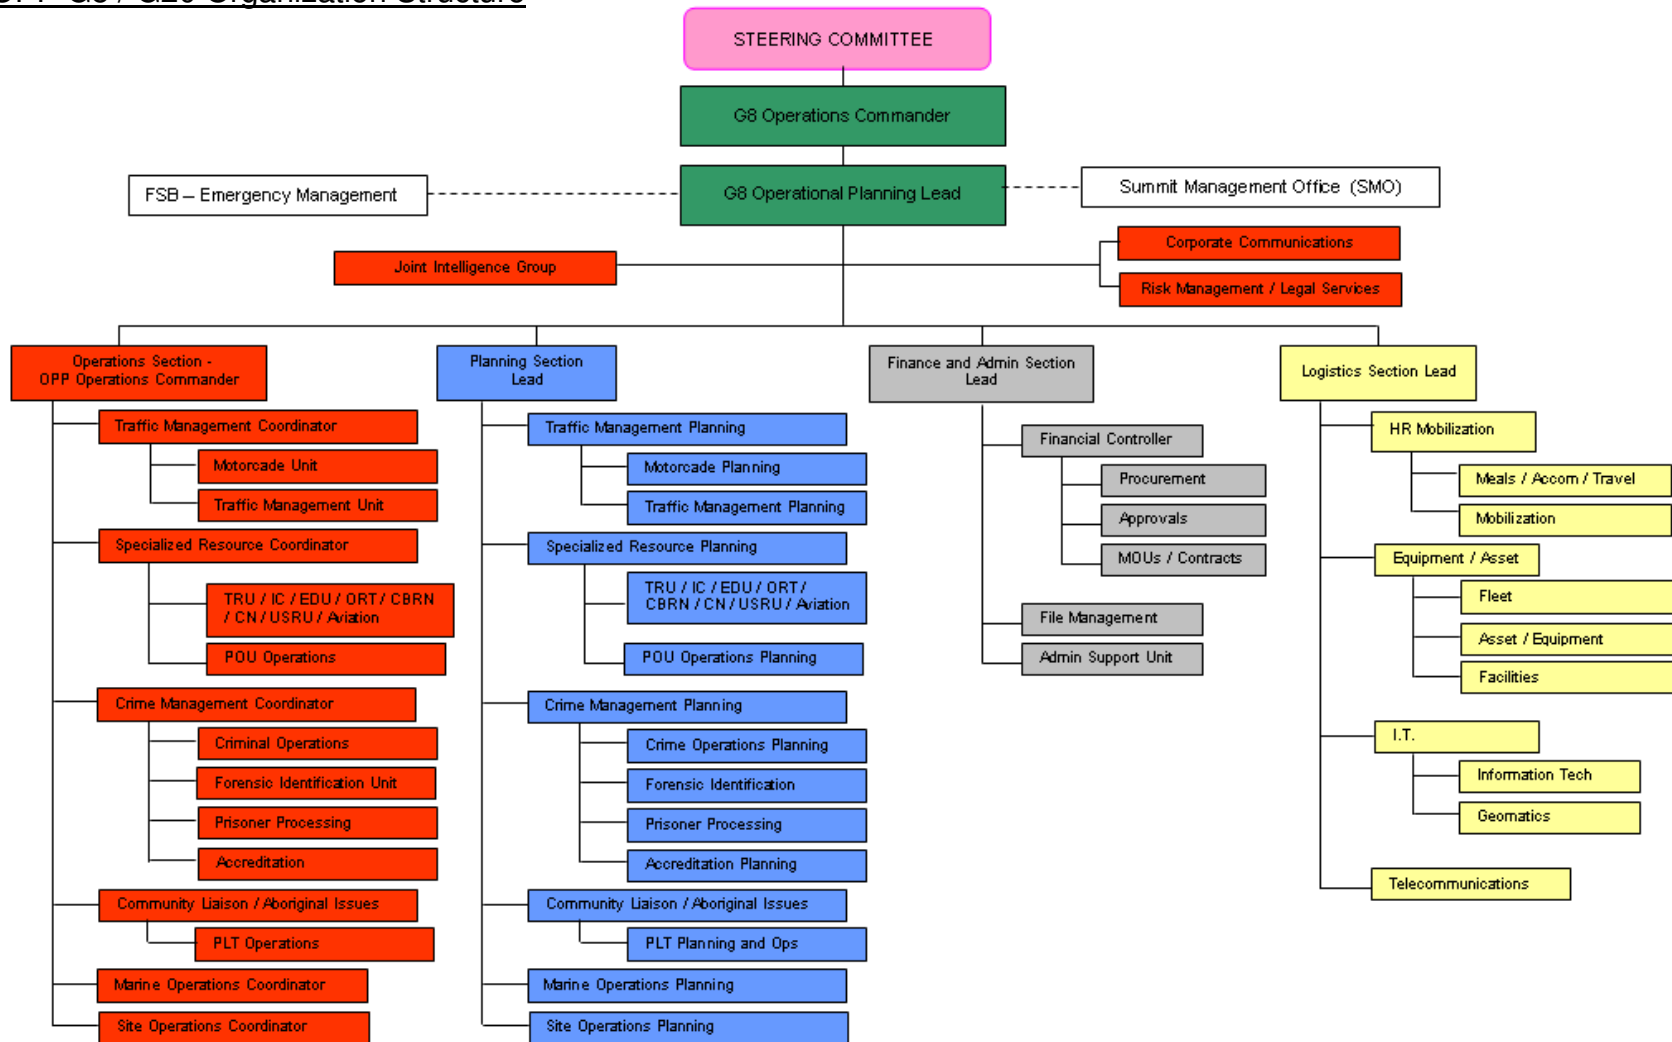 G8 / G20 Organization Structure
STEERING COMMITTEE
G8 Operations Commander
FSB – Emergency Management
G8 Operational Planning Lead
Summit Management Office (SMO)
Corporate Communications
Joint Intelligence Group
Risk Management / Legal Services
Operations Section -
OPP Operations Commander
Traffic Management Coordinator
Motorcade Unit
Traffic Management Unit
Specialized Resource Coordinator
TRU / IC / EDU / ORT / CBRN
/ CN / USRU / Aviation
POU Operations
Crime Management Coordinator
Criminal Operations
Forensic Identification Unit
Prisoner Processing
Accreditation
Community Liaison / Aboriginal Issues
PLT Operations
Marine Operations Coordinator
Site Operations Coordinator
Planning Section
Lead
Traffic Management Planning
Motorcade Planning
Traffic Management Planning
Specialized Resource Planning
TRU / IC / EDU / ORT /
CBRN / CN / USRU / Aviation
POU Operations Planning
Crime Management Planning
Crime Operations Planning
Forensic Identification
Prisoner Processing
Accreditation Planning
Community Liaison / Aboriginal Issues
PLT Planning and Ops
Marine Operations Planning
Site Operations Planning
Finance and Admin Section
Lead
Financial Controller
Procurement
Approvals
MOUs / Contracts
File Management
Admin Support Unit
Logistics Section Lead
HR Mobilization
Meals / Accom / Travel
Mobilization
Equipment / Asset
Fleet
Asset / Equipment
Facilities
I.T.
Information Tech
Geomatics
Telecommunications